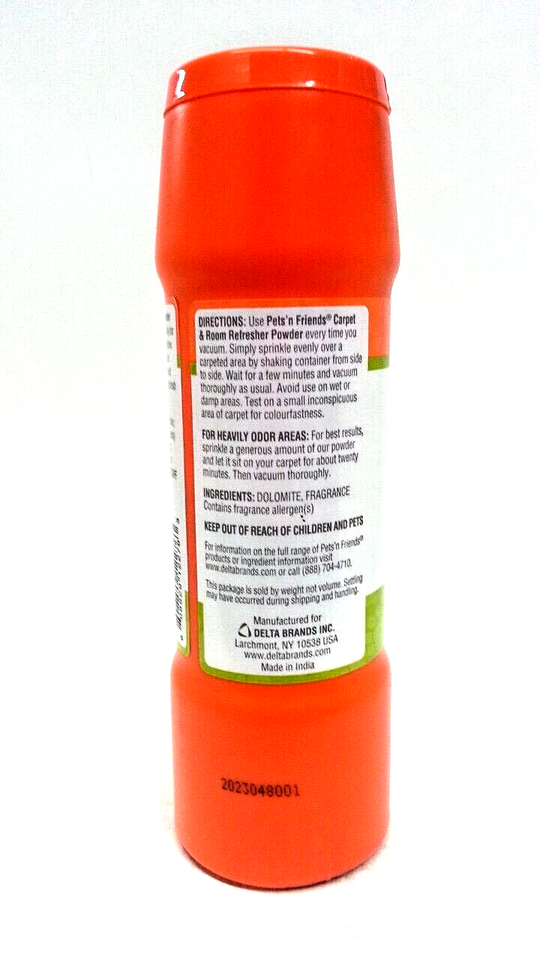 DIRECTIONS: Use Pets'n Friends® Carpet
& Room Refresher Powder every time you
vacuum. Simply sprinkle evenly over a
carpeted area by shaking container from side
to side. Wait for a few minutes and vacuum
thoroughly as usual. Avoid use on wet or
damp areas. Test on a small inconspicuous
area of carpet for colourfastness.
FOR HEAVILY ODOR AREAS: For best results,
sprinkle a generous amount of our powder
and let it sit on your carpet for about twenty
minutes. Then vacuum thoroughly.
INGREDIENTS: DOLOMITE, FRAGRANCE
Contains fragrance allergen(s)
KEEP OUT OF REACH OF CHILDREN AND PETS
For information on the full range of Pets'n Friends®
products or ingredient information visit
www.deltabrands.com or call (888) 704-4710.
This package is sold by weight not volume. Settling
may have occurred during shipping and handling.
Manufactured for
DELTA BRANDS INC.
Larchmont, NY 10538 USA
www.deltabrands.com
Made in India
2023048001